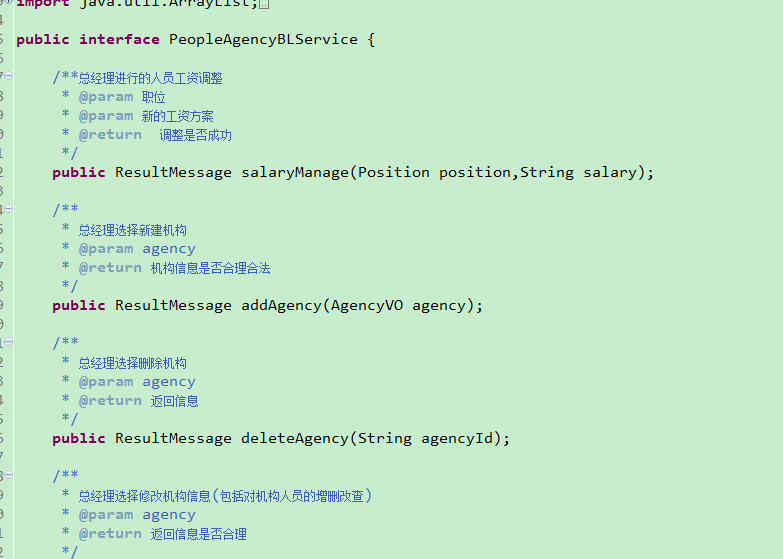 import java.util.ArrayList;
public interface PeopleAgencyBLService {
/**总经理进行的人员工资调整
* @param 职位
* @param 新的工资方案
* @return  调整是否成功
*/
public ResultMessage salaryManage(Position position,String salary);
/**
* 总经理选择新建机构
* @param agency
* @return 机构信息是否合理合法
*/
public ResultMessage addAgency(AgencyVO agency);
/**
* 总经理选择删除机构
* @param agency
* @return 返回信息
*/
public ResultMessage deleteAgency(String agencyId);
/**
* 总经理选择修改机构信息(包括对机构人员的增删改查)
* @param agency
* @return 返回信息是否合理
*/